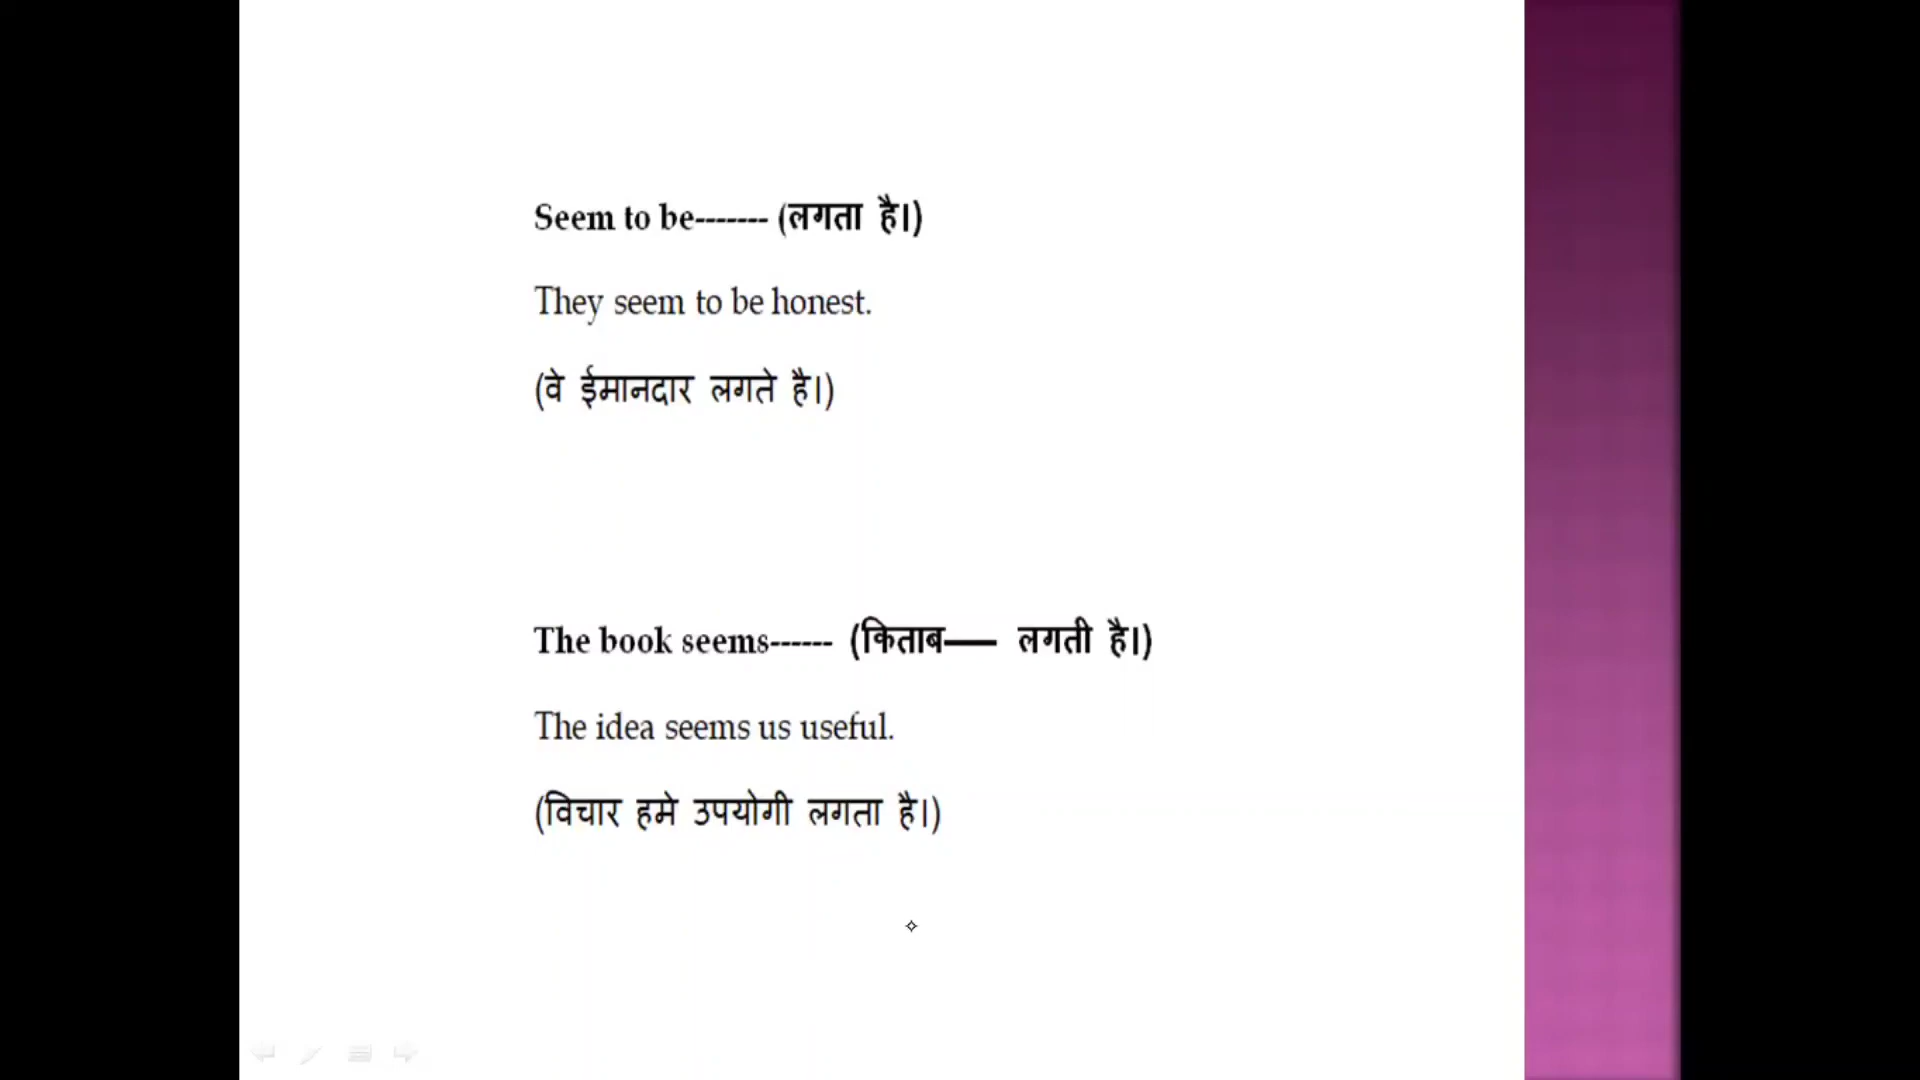 Seem to be------- (लगता है।)
They seem to be honest.
(वे ईमानदार लगते है।)
The book seems------ (किताब—— लगती है।)
The idea seems us useful.
(विचार हमे उपयोगी लगता है।)